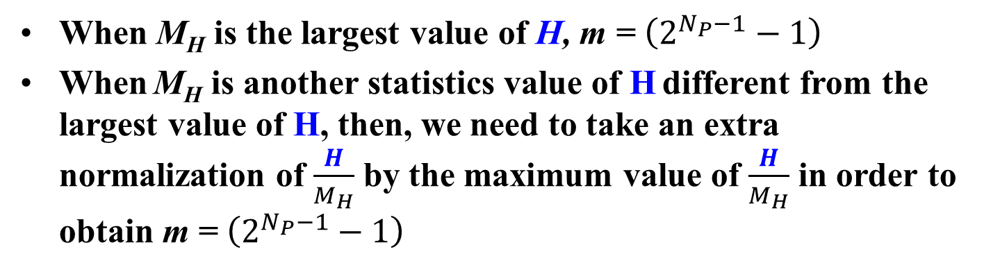 • When M_H is the largest value of H, m = (2^{N_P−1} − 1)
• When M_H is another statistics value of H different from the
largest value of H, then, we need to take an extra
normalization of \frac{H}{M_H} by the maximum value of \frac{H}{M_H} in order to
obtain m = (2^{N_P−1} − 1)